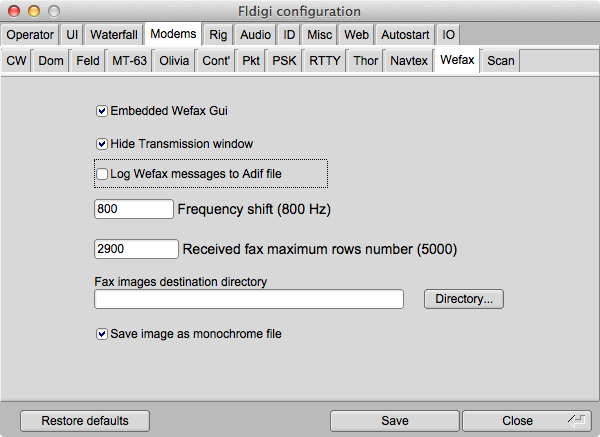 Fldigi configuration
Operator UI Waterfall Modems Rig Audio ID Misc Web Autostart IO
CW Dom Feld MT-63 Olivia Cont' Pkt PSK RTTY Thor Navtex Wefax Scan
Embedded Wefax Gui
Hide Transmission window
Log Wefax messages to Adif file
800 Frequency shift (800 Hz)
2900 Received fax maximum rows number (5000)
Fax images destination directory
Directory...
Save image as monochrome file
Restore defaults Save Close